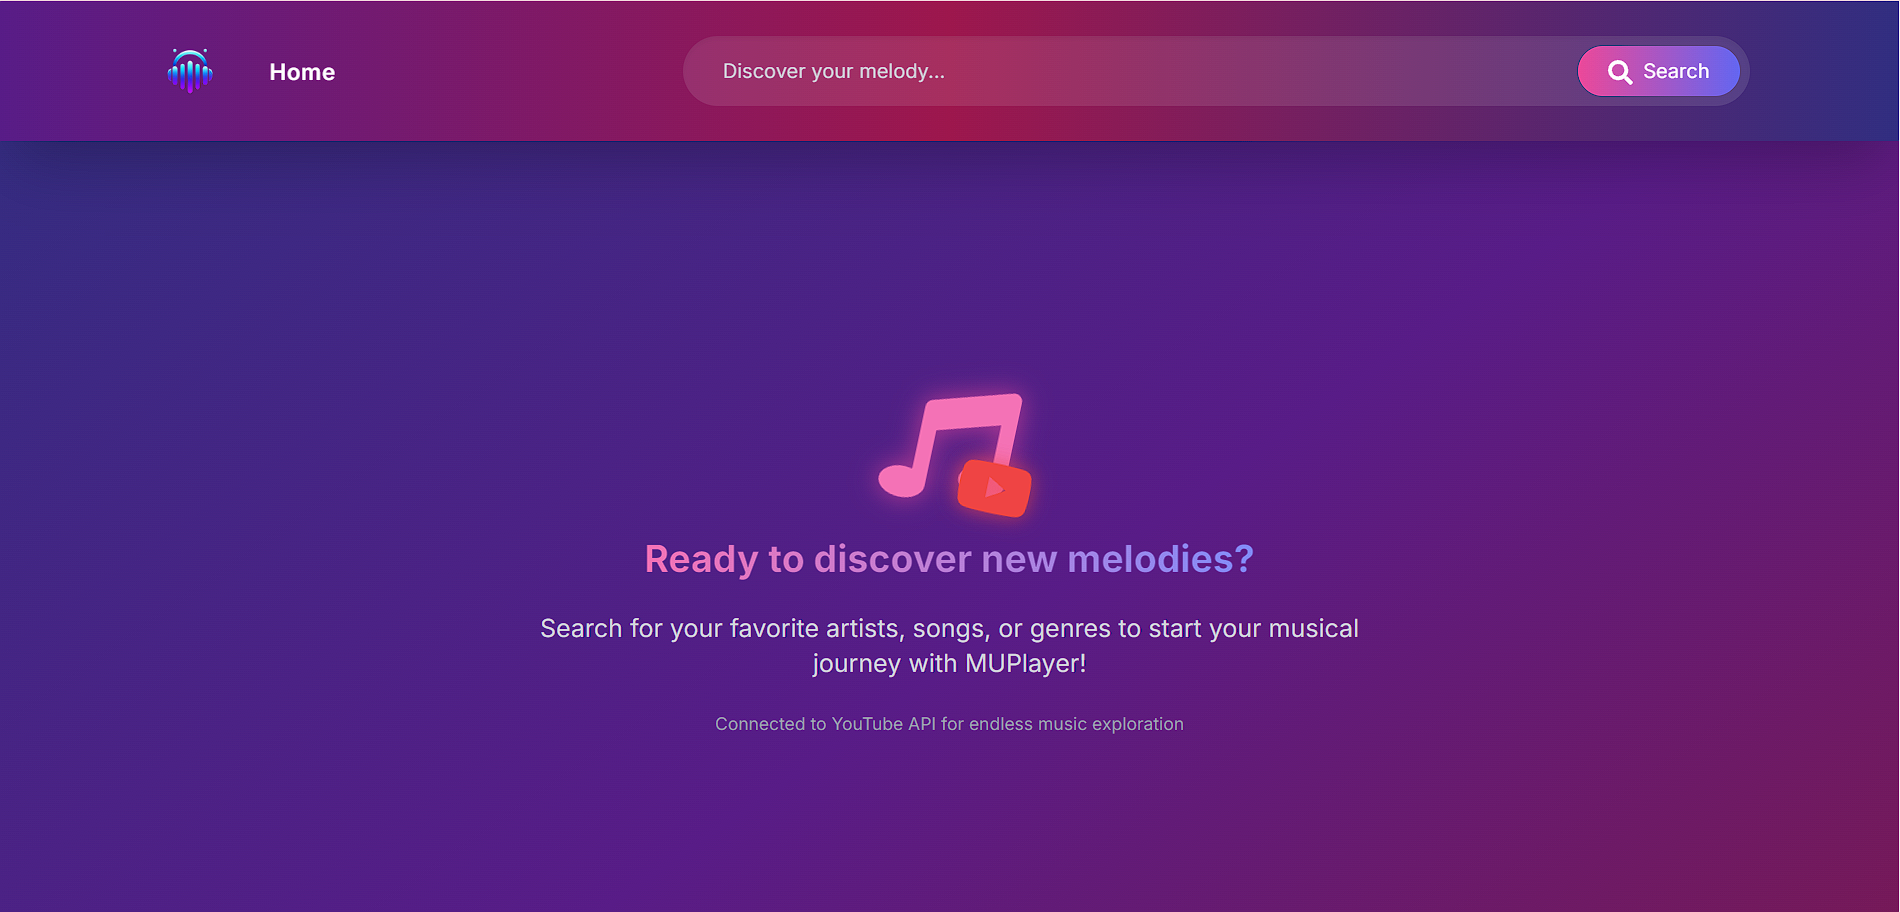 Home
Discover your melody...
Search
Ready to discover new melodies?
Search for your favorite artists, songs, or genres to start your musical
journey with MUPlayer!
Connected to YouTube API for endless music exploration